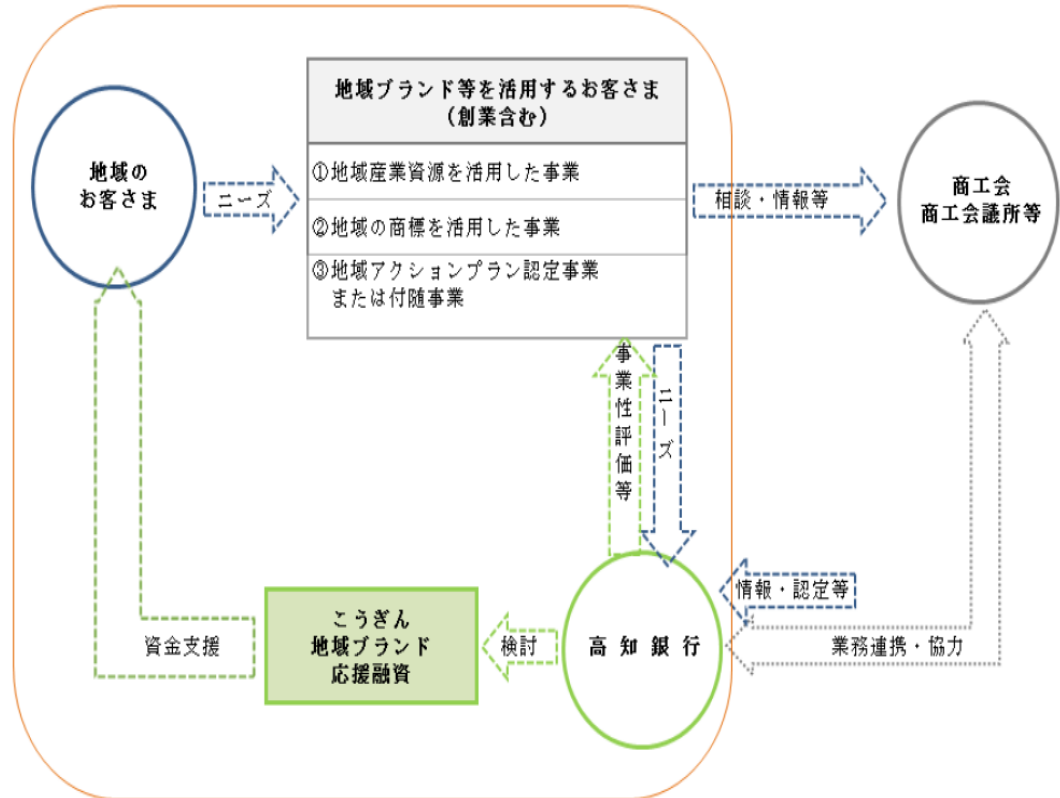 地域ブランド等を活用するお客さま
（創業含む）
地域の
お客さま
ニーズ
①地域産業資源を活用した事業
②地域の商標を活用した事業
③地域アクションプラン認定事業
または付随事業
相談・情報等
商工会
商工会議所等
事業性評価等
ニーズ
情報・認定等
資金支援
こうぎん
地域ブランド
応援融資
検討
高知銀行
業務連携・協力